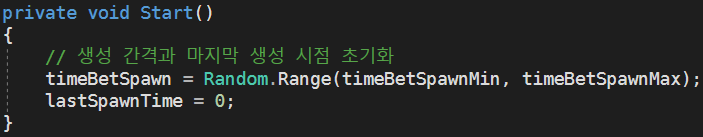 private void Start()
{
// 생성 간격과 마지막 생성 시점 초기화
timeBetSpawn = Random.Range(timeBetSpawnMin, timeBetSpawnMax);
lastSpawnTime = 0;
}